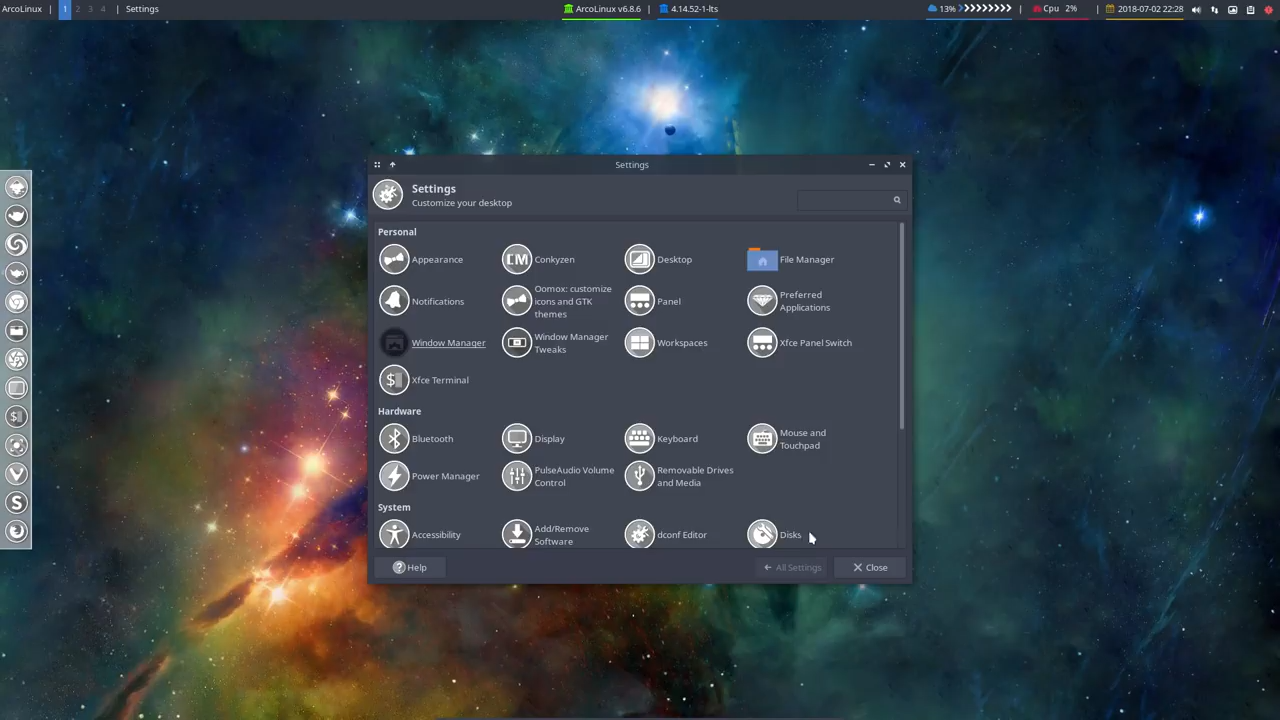 ArcoLinux | 1 2 3 4 | Settings
ArcoLinux v6.8.6 | 4.14.52-1-lts
13% | Cpu 2% | 2018-07-02 22:28
Settings
Settings
Customize your desktop
Personal
Appearance
Conkyzen
Desktop
File Manager
Notifications
Oomox: customize
icons and GTK
themes
Panel
Preferred
Applications
Window Manager
Window Manager
Tweaks
Workspaces
Xfce Panel Switch
Xfce Terminal
Hardware
Bluetooth
Display
Keyboard
Mouse and
Touchpad
Power Manager
PulseAudio Volume
Control
Removable Drives
and Media
System
Accessibility
Add/Remove
Software
dconf Editor
Disks
Help
All Settings
Close